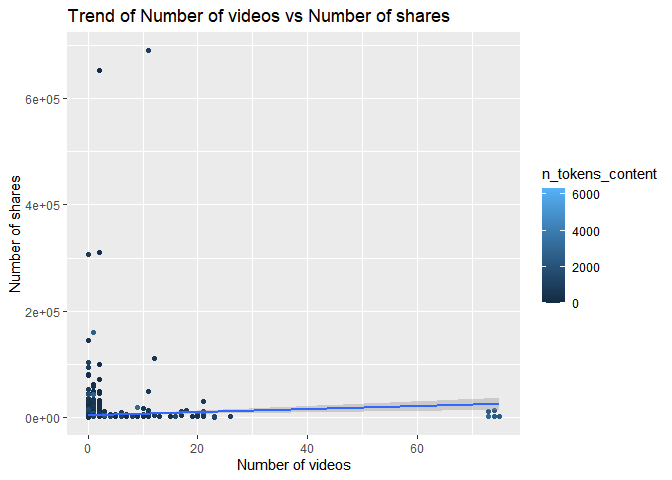 Trend of Number of videos vs Number of shares
Number of shares
6e+05
4e+05
2e+05
0e+00
0
20
40
60
Number of videos
n_tokens_content
6000
4000
2000
0